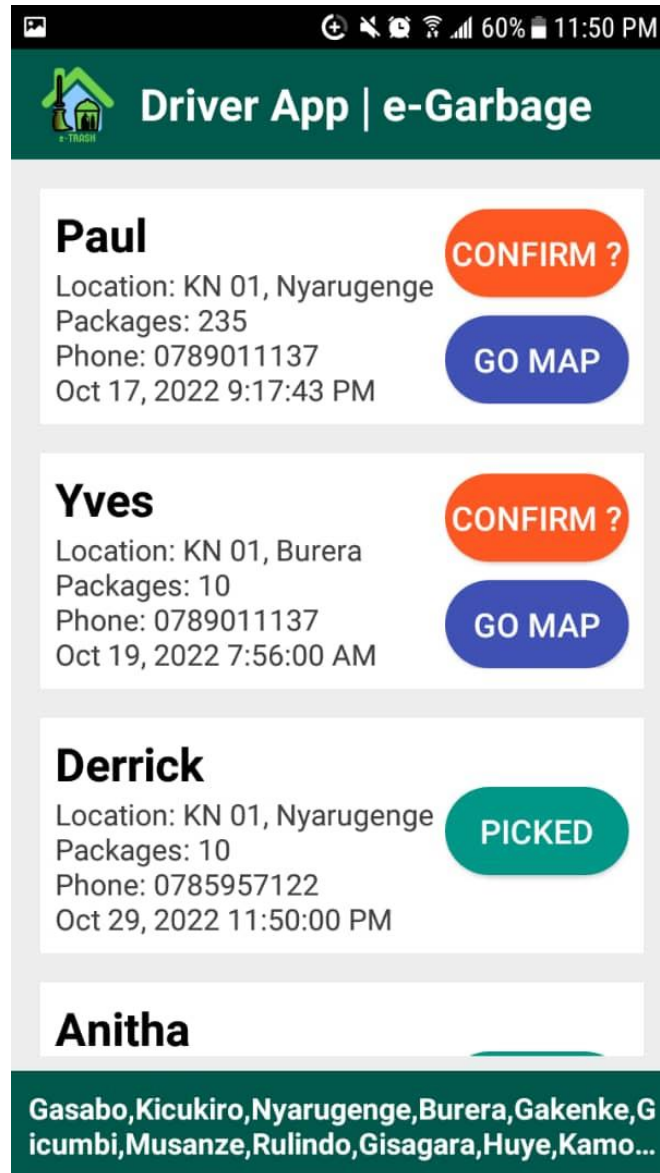 60% 11:50 PM
e-TRASH
Driver App | e-Garbage
Paul
CONFIRM ?
Location: KN 01, Nyarugenge
Packages: 235
Phone: 0789011137
GO MAP
Oct 17, 2022 9:17:43 PM
Yves
CONFIRM ?
Location: KN 01, Burera
Packages: 10
Phone: 0789011137
GO MAP
Oct 19, 2022 7:56:00 AM
Derrick
Location: KN 01, Nyarugenge
PICKED
Packages: 10
Phone: 0785957122
Oct 29, 2022 11:50:00 PM
Anitha
Gasabo,Kicukiro,Nyarugenge,Burera,Gakenke,G
icumbi,Musanze,Rulindo,Gisagara,Huye,Kamo...